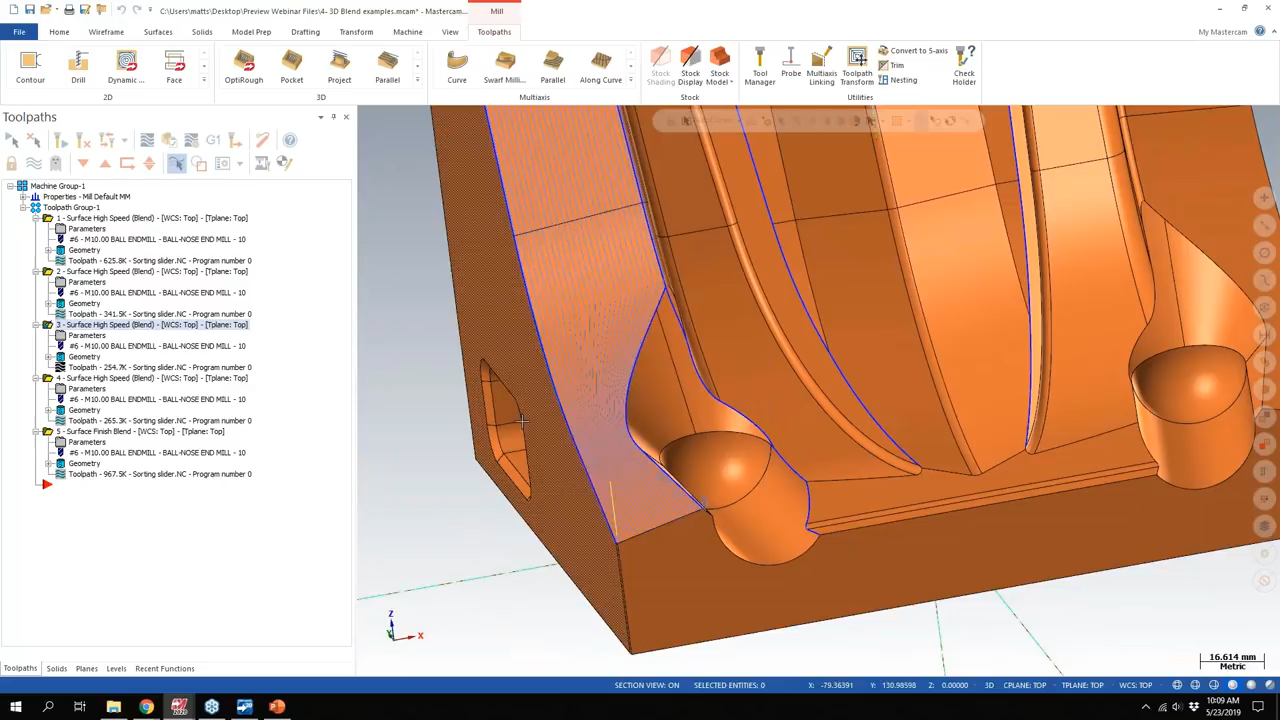 C:\Users\matts\Desktop\Preview Webinar Files\4- 3D Blend examples.mcam* - Mastercam...
Mill
File Home Wireframe Surfaces Solids Model Prep Drafting Transform Machine View Toolpaths
My Mastercam
Contour Drill Dynamic ... Face
2D
OptiRough Pocket Project Parallel
3D
Curve Swarf Milli... Parallel Along Curve
Multiaxis
Stock Shading
Stock Display
Stock Model
Stock
Tool Manager
Probe
Multiaxis Linking
Toolpath Transform
Convert to 5-axis
Trim
Nesting
Check Holder
Utilities
Toolpaths
G1
Machine Group-1
Properties - Mill Default MM
Toolpath Group-1
1 - Surface High Speed (Blend) - [WCS: Top] - [Tplane: Top]
Parameters
#6 - M10.00 BALL ENDMILL - BALL-NOSE END MILL - 10
Geometry
Toolpath - 625.8K - Sorting slider.NC - Program number 0
2 - Surface High Speed (Blend) - [WCS: Top] - [Tplane: Top]
Parameters
#6 - M10.00 BALL ENDMILL - BALL-NOSE END MILL - 10
Geometry
Toolpath - 341.5K - Sorting slider.NC - Program number 0
3 - Surface High Speed (Blend) - [WCS: Top] - [Tplane: Top]
Parameters
#6 - M10.00 BALL ENDMILL - BALL-NOSE END MILL - 10
Geometry
Toolpath - 254.7K - Sorting slider.NC - Program number 0
4 - Surface High Speed (Blend) - [WCS: Top] - [Tplane: Top]
Parameters
#6 - M10.00 BALL ENDMILL - BALL-NOSE END MILL - 10
Geometry
Toolpath - 265.3K - Sorting slider.NC - Program number 0
5 - Surface Finish Blend - [WCS: Top] - [Tplane: Top]
Parameters
#6 - M10.00 BALL ENDMILL - BALL-NOSE END MILL - 10
Geometry
Toolpath - 967.5K - Sorting slider.NC - Program number 0
Z
Y X
16.614 mm
Metric
Toolpaths Solids Planes Levels Recent Functions
SECTION VIEW: ON SELECTED ENTITIES: 0 X: -79.36391 Y: 130.98598 Z: 0.00000 3D CPLANE: TOP TPLANE: TOP WCS: TOP
10:09 AM
5/23/2019